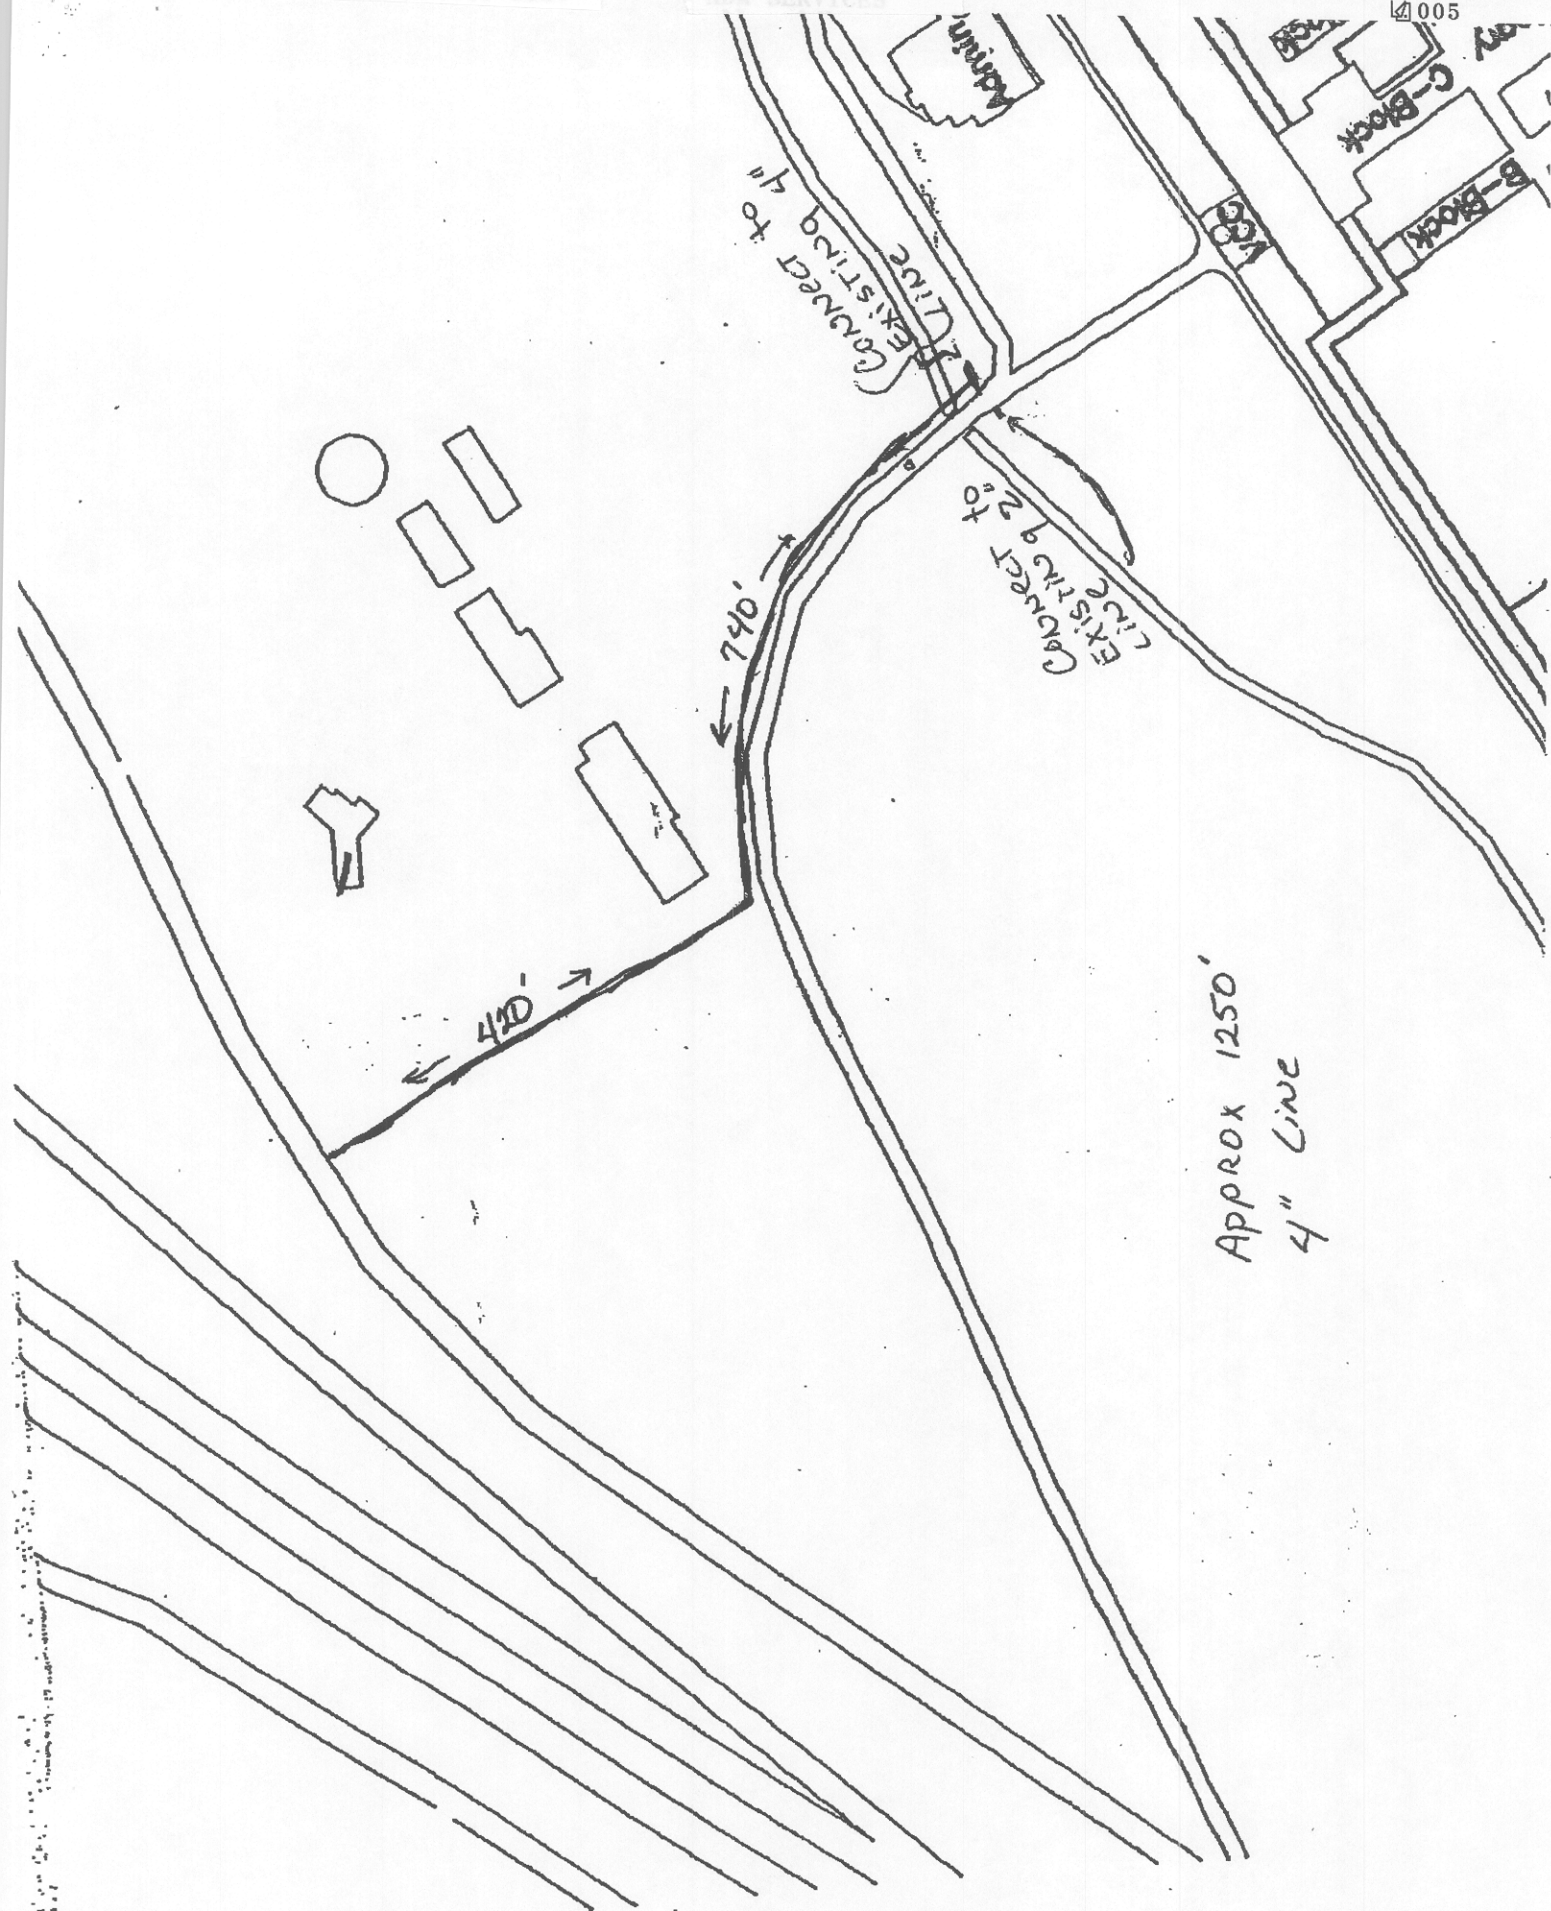 005
Admin
C-Block
B-Block
VCC
Connect to
Existing 4"
Line
Connect to
Existing 2"
Line
740'
420'
Approx 1250'
4" Line